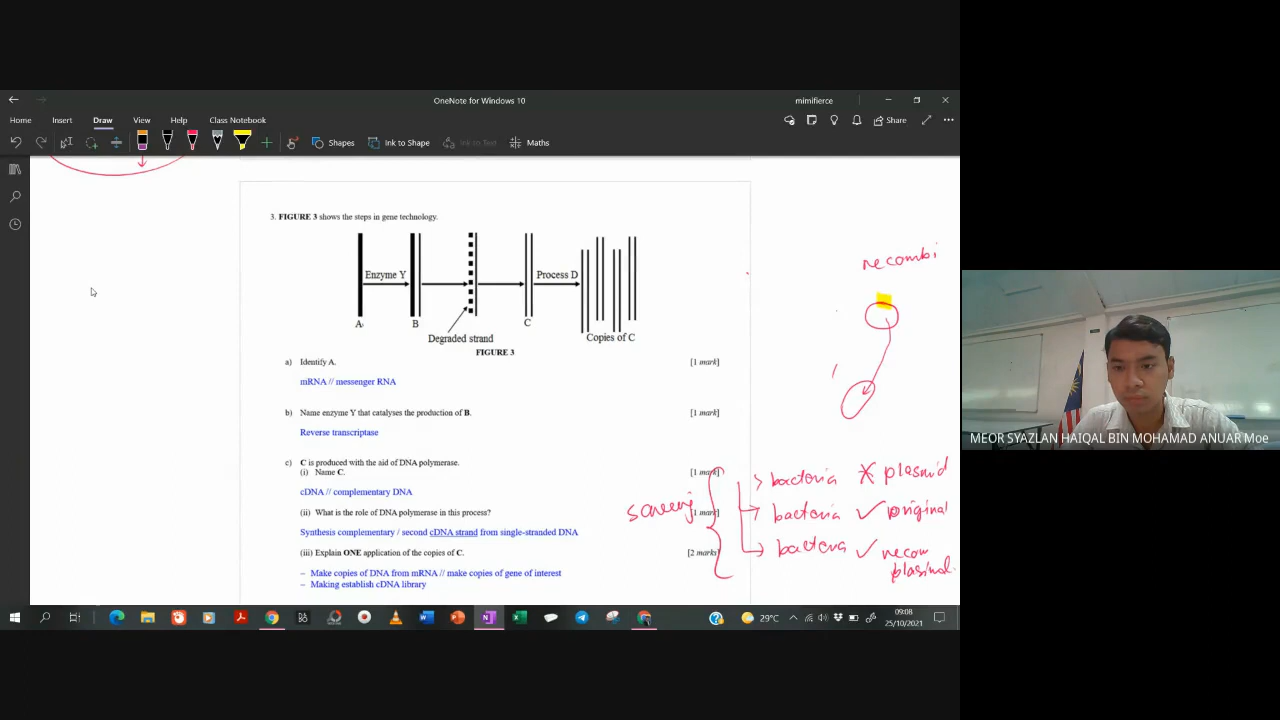 OneNote for Windows 10
mimifierce
Home Insert Draw View Help Class Notebook
Share
Shapes Ink to Shape Ink to Text Maths
3. FIGURE 3 shows the steps in gene technology.
Enzyme Y Process D
A B C
Degraded strand Copies of C
FIGURE 3
a) Identify A. [1 mark]
mRNA // messenger RNA
b) Name enzyme Y that catalyses the production of B. [1 mark]
Reverse transcriptase
c) C is produced with the aid of DNA polymerase.
(i) Name C. [1 mark]
cDNA // complementary DNA
(ii) What is the role of DNA polymerase in this process? [1 mark]
Synthesis complementary / second cDNA strand from single-stranded DNA
(iii) Explain ONE application of the copies of C. [2 marks]
– Make copies of DNA from mRNA // make copies of gene of interest
– Making establish cDNA library
recombi
bacteria plasmid
bacteria ✓ original
bacteria ✓ recom
MEOR SYAZLAN HAIQAL BIN MOHAMAD ANUAR Moe
29°C
09:08
25/10/2021